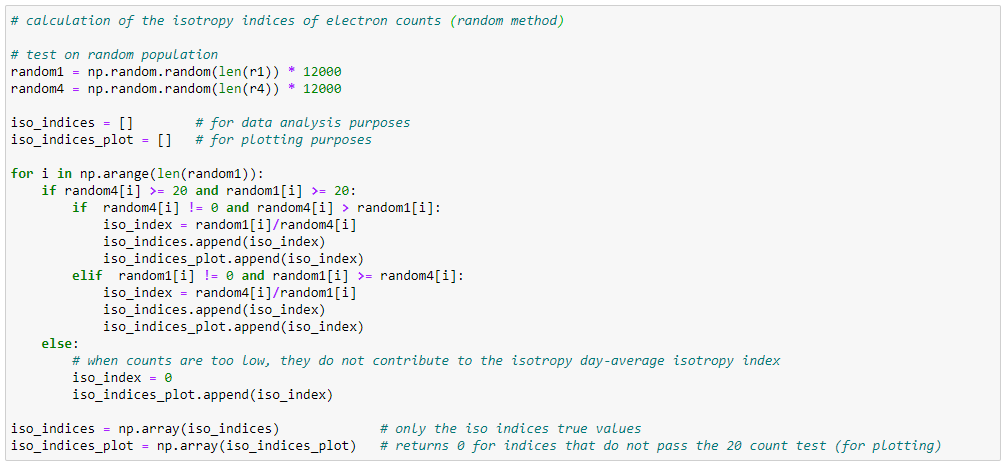 # calculation of the isotropy indices of electron counts (random method)

# test on random population
random1 = np.random.random(len(r1)) * 12000
random4 = np.random.random(len(r4)) * 12000

iso_indices = []        # for data analysis purposes
iso_indices_plot = []   # for plotting purposes

for i in np.arange(len(random1)):
    if random4[i] >= 20 and random1[i] >= 20:
        if  random4[i] != 0 and random4[i] > random1[i]:
            iso_index = random1[i]/random4[i]
            iso_indices.append(iso_index)
            iso_indices_plot.append(iso_index)
        elif  random1[i] != 0 and random1[i] >= random4[i]:
            iso_index = random4[i]/random1[i]
            iso_indices.append(iso_index)
            iso_indices_plot.append(iso_index)
    else:
        # when counts are too low, they do not contribute to the isotropy day-average isotropy index
        iso_index = 0
        iso_indices_plot.append(iso_index)

iso_indices = np.array(iso_indices)             # only the iso indices true values
iso_indices_plot = np.array(iso_indices_plot)   # returns 0 for indices that do not pass the 20 count test (for plotting)